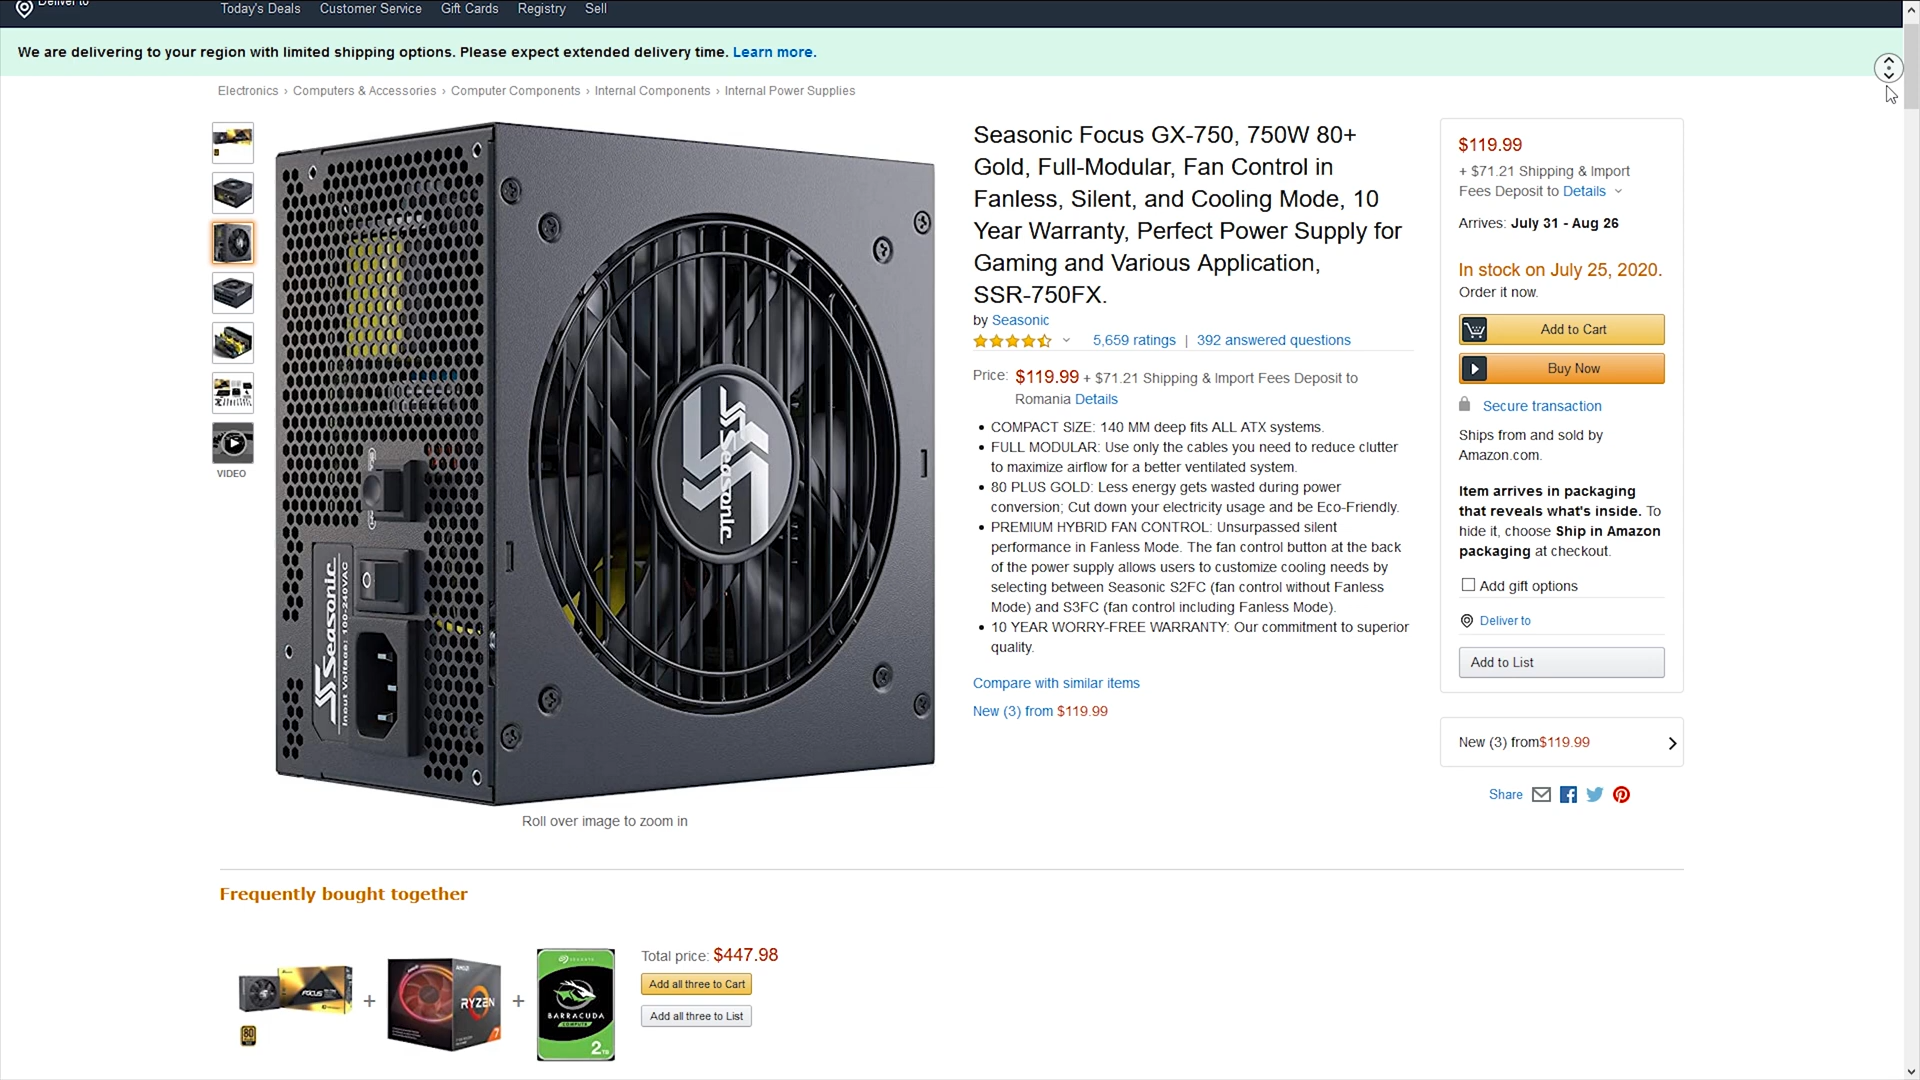 Deliver to
Today's Deals Customer Service Gift Cards Registry Sell
We are delivering to your region with limited shipping options. Please expect extended delivery time. Learn more.
Electronics › Computers & Accessories › Computer Components › Internal Components › Internal Power Supplies
VIDEO
Seasonic
Seasonic
Input Voltage: 100-240VAC
Roll over image to zoom in
Seasonic Focus GX-750, 750W 80+
Gold, Full-Modular, Fan Control in
Fanless, Silent, and Cooling Mode, 10
Year Warranty, Perfect Power Supply for
Gaming and Various Application,
SSR-750FX.
by Seasonic
5,659 ratings | 392 answered questions
Price: $119.99 + $71.21 Shipping & Import Fees Deposit to
Romania Details
• COMPACT SIZE: 140 MM deep fits ALL ATX systems.
• FULL MODULAR: Use only the cables you need to reduce clutter
to maximize airflow for a better ventilated system.
• 80 PLUS GOLD: Less energy gets wasted during power
conversion; Cut down your electricity usage and be Eco-Friendly.
• PREMIUM HYBRID FAN CONTROL: Unsurpassed silent
performance in Fanless Mode. The fan control button at the back
of the power supply allows users to customize cooling needs by
selecting between Seasonic S2FC (fan control without Fanless
Mode) and S3FC (fan control including Fanless Mode).
• 10 YEAR WORRY-FREE WARRANTY: Our commitment to superior
quality.
Compare with similar items
New (3) from $119.99
$119.99
+ $71.21 Shipping & Import
Fees Deposit to Details
Arrives: July 31 - Aug 26
In stock on July 25, 2020.
Order it now.
Add to Cart
Buy Now
Secure transaction
Ships from and sold by
Amazon.com.
Item arrives in packaging
that reveals what's inside. To
hide it, choose Ship in Amazon
packaging at checkout.
Add gift options
Deliver to
Add to List
New (3) from$119.99
Share
Frequently bought together
FOCUS
80
+
AMD
RYZEN
7
+
SEAGATE
BARRACUDA
COMPUTE
2TB
Total price: $447.98
Add all three to Cart
Add all three to List